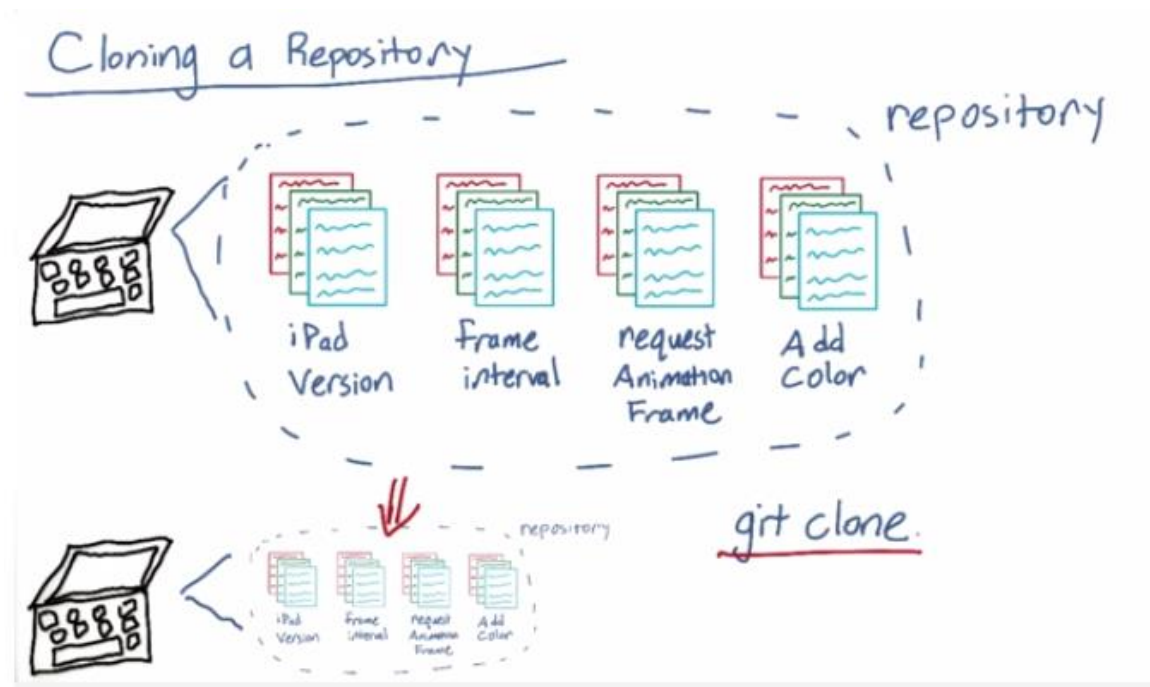 Cloning a Repository
repository
iPad
Version
frame
interval
request
Animation
Frame
Add
Color
git clone.
repository
iPad
Version
frame
interval
request
Animation
Frame
Add
Color